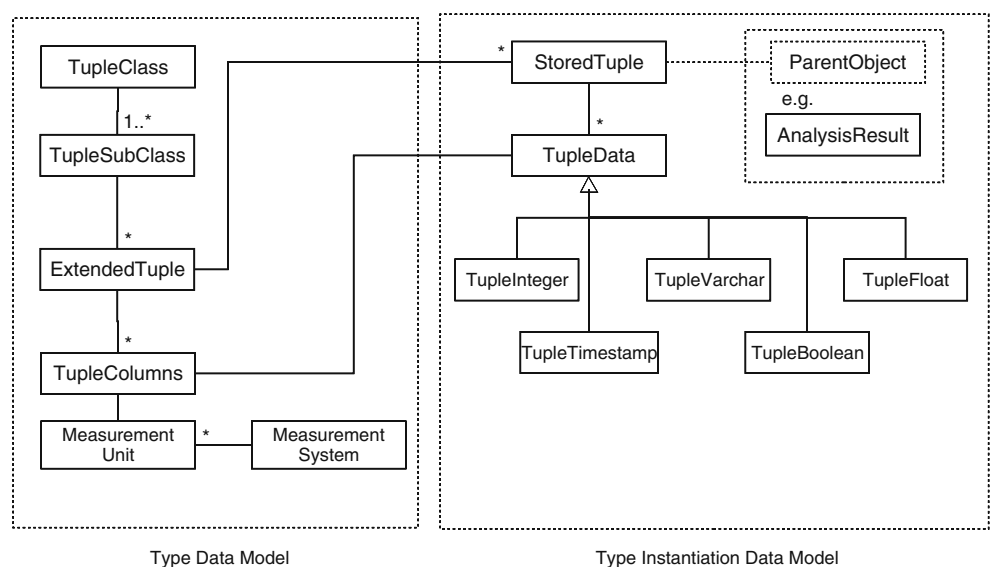 TupleClass
1..*
TupleSubClass
*
ExtendedTuple
*
TupleColumns
Measurement
Unit
*
Measurement
System
Type Data Model
*
StoredTuple
ParentObject
e.g.
AnalysisResult
*
TupleData
TupleInteger
TupleVarchar
TupleFloat
TupleTimestamp
TupleBoolean
Type Instantiation Data Model